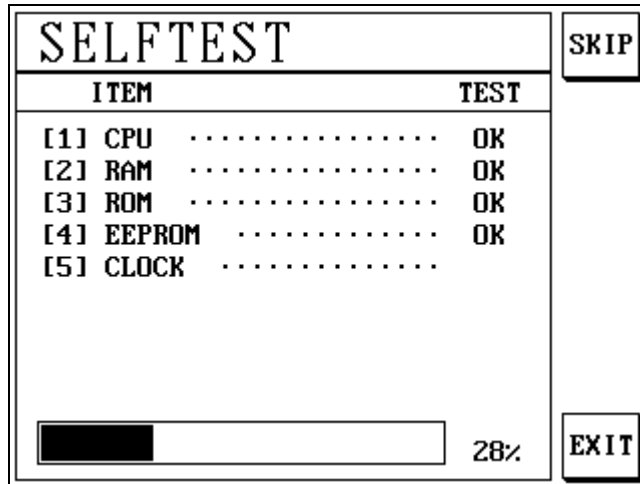 SELFTEST
SKIP
ITEM TEST
[1] CPU ················ OK
[2] RAM ················ OK
[3] ROM ················ OK
[4] EEPROM ············· OK
[5] CLOCK ··············
28%
EXIT